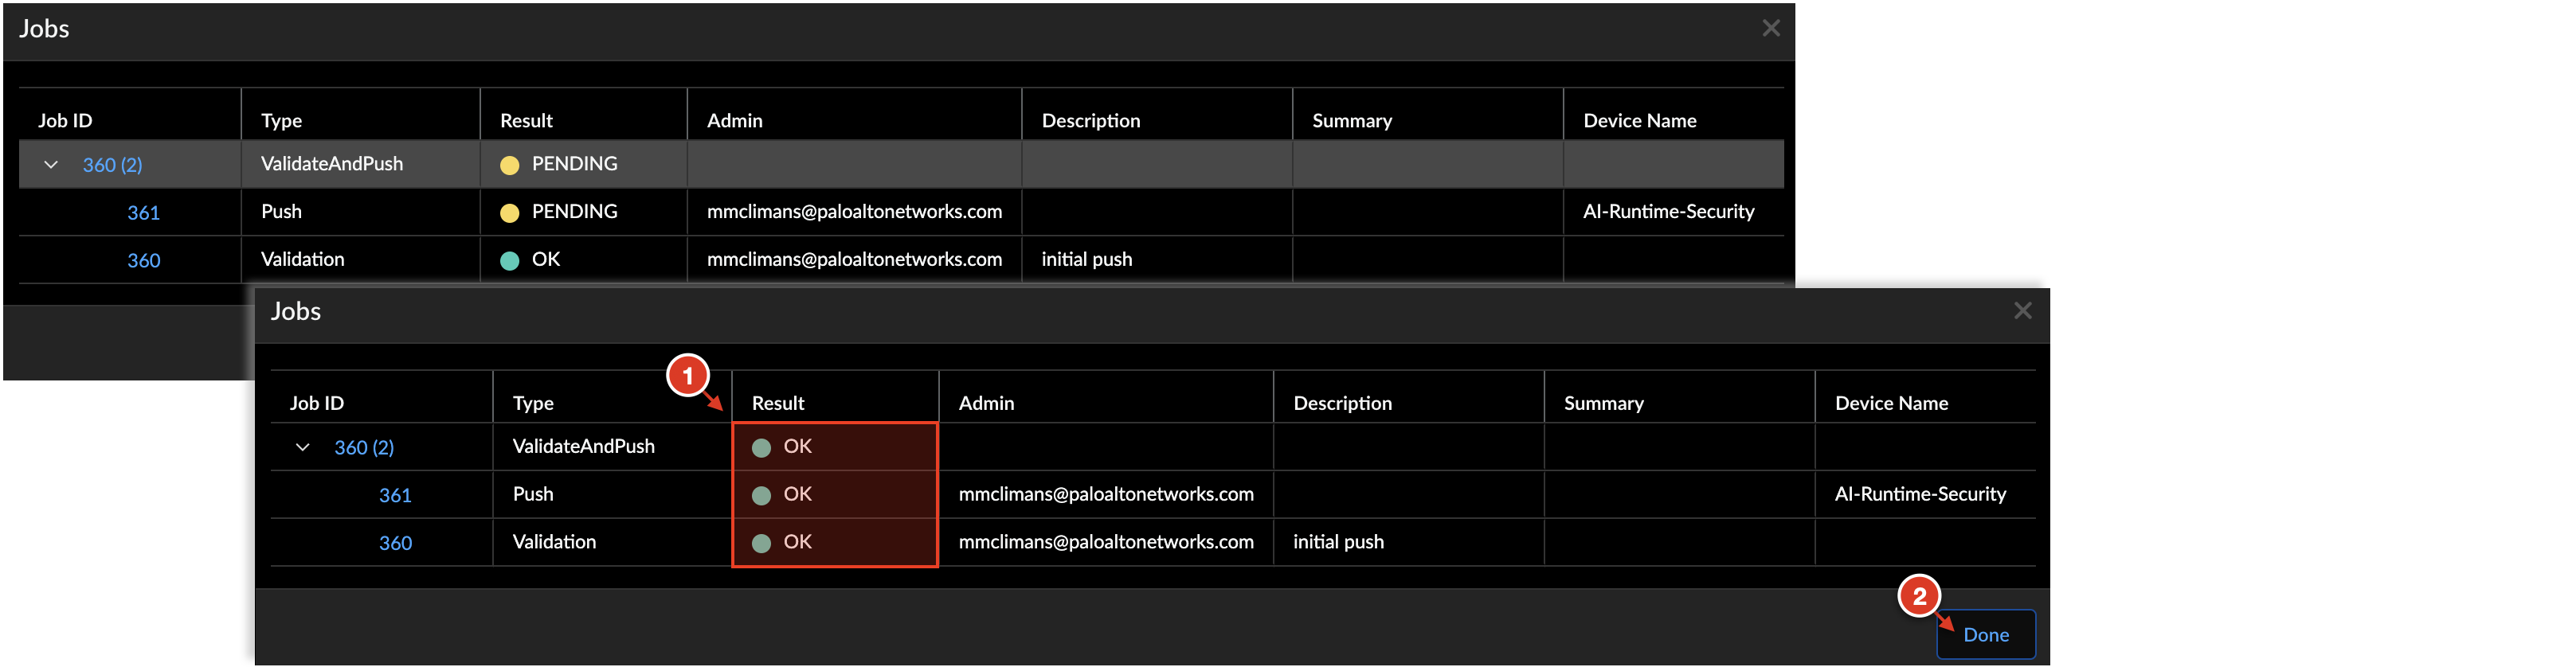 Jobs
Job ID Type Result Admin Description Summary Device Name
360 (2) ValidateAndPush PENDING
361 Push PENDING mmclimans@paloaltonetworks.com AI-Runtime-Security
360 Validation OK mmclimans@paloaltonetworks.com initial push
Jobs
1
Job ID Type Result Admin Description Summary Device Name
360 (2) ValidateAndPush OK
361 Push OK mmclimans@paloaltonetworks.com AI-Runtime-Security
360 Validation OK mmclimans@paloaltonetworks.com initial push
2
Done